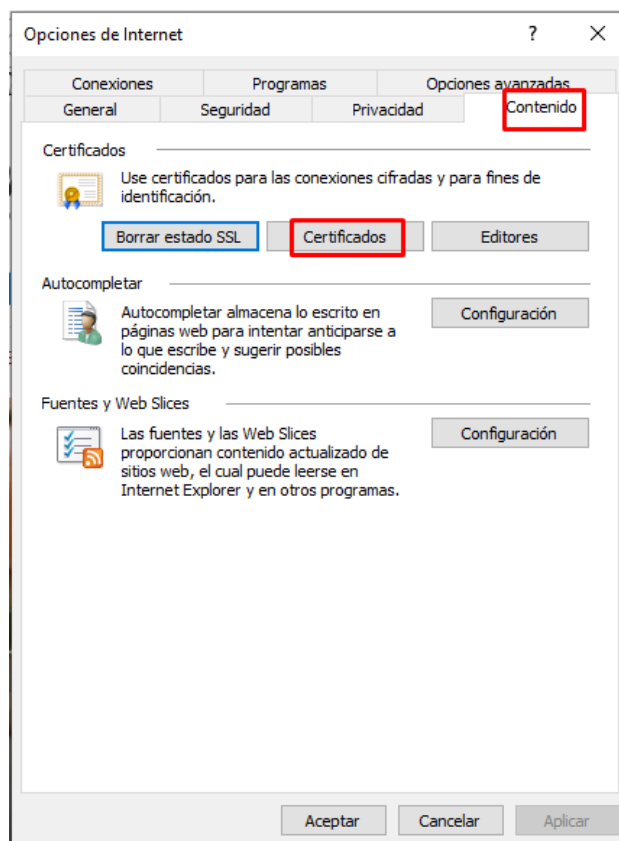 Opciones de Internet
?
Conexiones Programas Opciones avanzadas
General Seguridad Privacidad Contenido
Certificados
Use certificados para las conexiones cifradas y para fines de
identificación.
Borrar estado SSL Certificados Editores
Autocompletar
Autocompletar almacena lo escrito en
páginas web para intentar anticiparse a
lo que escribe y sugerir posibles
coincidencias.
Configuración
Fuentes y Web Slices
Las fuentes y las Web Slices
proporcionan contenido actualizado de
sitios web, el cual puede leerse en
Internet Explorer y en otros programas.
Configuración
Aceptar Cancelar Aplicar